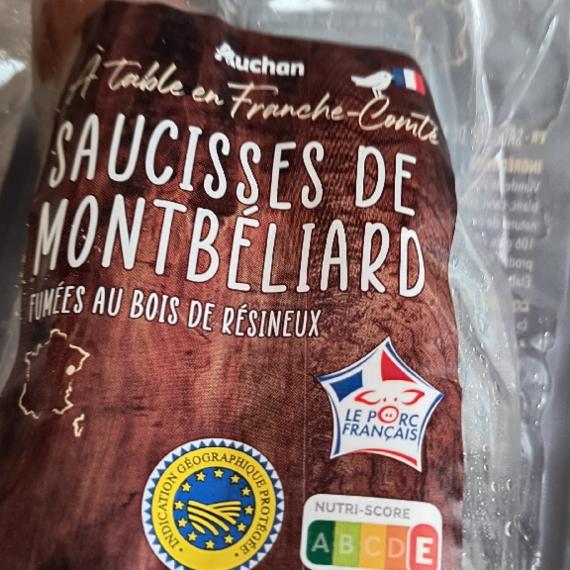 Auchan
À table en Franche-Comté
SAUCISSES DE
MONTBÉLIARD
FUMÉES AU BOIS DE RÉSINEUX
LE PORC
FRANÇAIS
INDICATION GÉOGRAPHIQUE PROTÉGÉE
NUTRI-SCORE
A B C D E